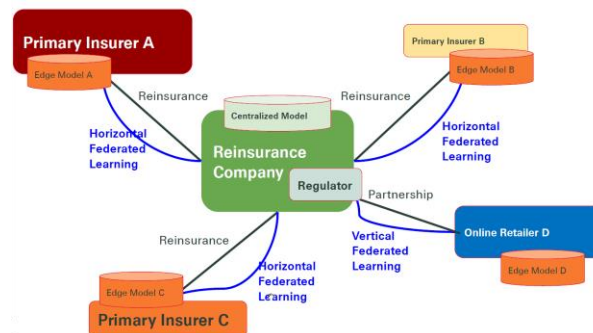 Primary Insurer A
Edge Model A
Primary Insurer B
Edge Model B
Reinsurance
Reinsurance
Centralized Model
Horizontal
Federated
Learning
Horizontal
Federated
Learning
Reinsurance
Company
Regulator
Partnership
Reinsurance
Vertical
Federated
Learning
Online Retailer D
Edge Model D
Horizontal
Federated
Learning
Edge Model C
Primary Insurer C